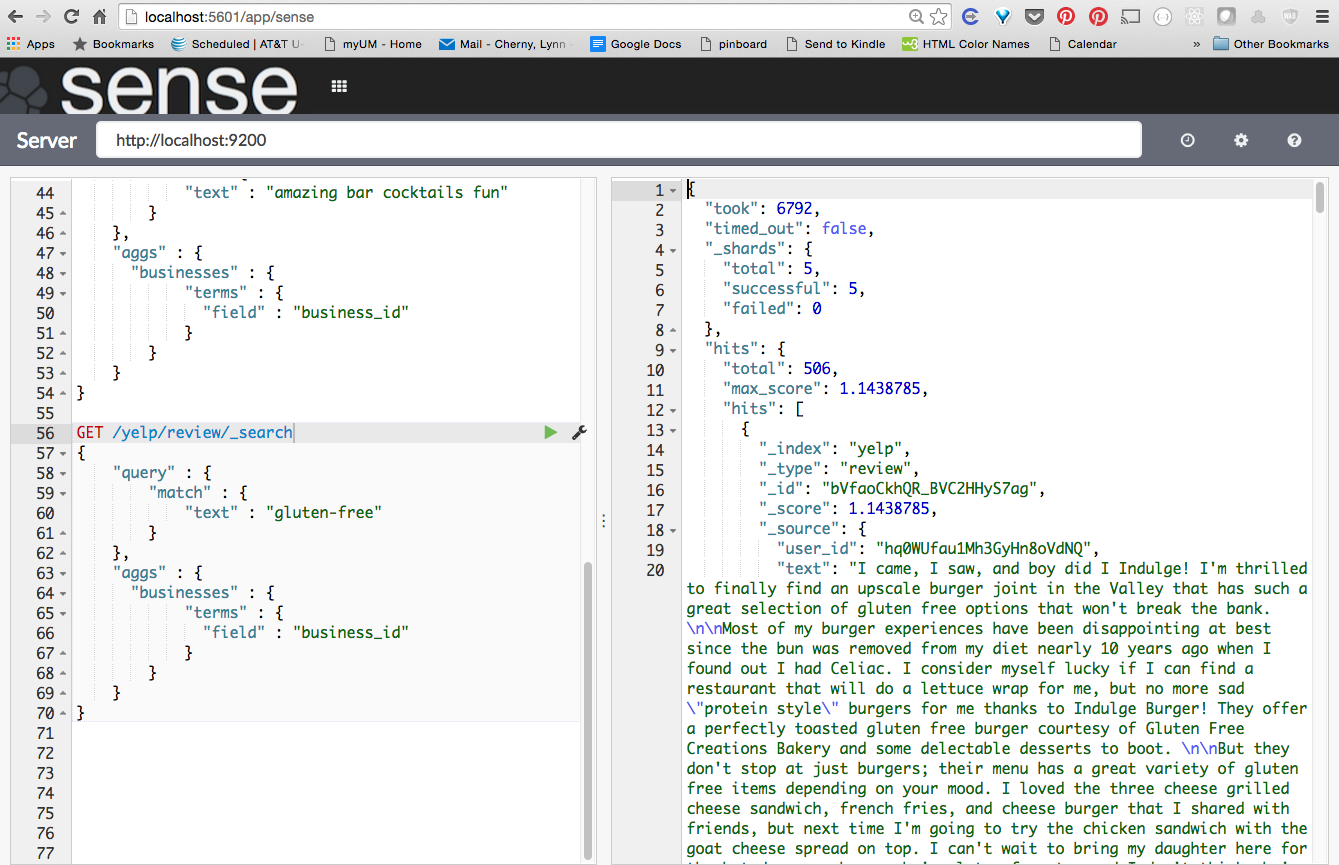 localhost:5601/app/sense
Apps Bookmarks Scheduled | AT&T U- myUM - Home Mail - Cherny, Lynn Google Docs pinboard Send to Kindle HTML Color Names Calendar » Other Bookmarks
sense
Server http://localhost:9200
44 "text" : "amazing bar cocktails fun"
45 }
46 },
47 "aggs" : {
48 "businesses" : {
49 "terms" : {
50 "field" : "business_id"
51 }
52 }
53 }
54 }
55
56 GET /yelp/review/_search
57 {
58 "query" : {
59 "match" : {
60 "text" : "gluten-free"
61 }
62 },
63 "aggs" : {
64 "businesses" : {
65 "terms" : {
66 "field" : "business_id"
67 }
68 }
69 }
70 }
71
72
73
74
75
76
77
1 {
2 "took": 6792,
3 "timed_out": false,
4 "_shards": {
5 "total": 5,
6 "successful": 5,
7 "failed": 0
8 },
9 "hits": {
10 "total": 506,
11 "max_score": 1.1438785,
12 "hits": [
13 {
14 "_index": "yelp",
15 "_type": "review",
16 "_id": "bVfaoCkhQR_BVC2HHyS7ag",
17 "_score": 1.1438785,
18 "_source": {
19 "user_id": "hq0WUfau1Mh3GyHn8oVdNQ",
20 "text": "I came, I saw, and boy did I Indulge! I'm thrilled
to finally find an upscale burger joint in the Valley that has such a
great selection of gluten free options that won't break the bank.
\n\nMost of my burger experiences have been disappointing at best
since the bun was removed from my diet nearly 10 years ago when I
found out I had Celiac. I consider myself lucky if I can find a
restaurant that will do a lettuce wrap for me, but no more sad
\"protein style\" burgers for me thanks to Indulge Burger! They offer
a perfectly toasted gluten free burger courtesy of Gluten Free
Creations Bakery and some delectable desserts to boot. \n\nBut they
don't stop at just burgers; their menu has a great variety of gluten
free items depending on your mood. I loved the three cheese grilled
cheese sandwich, french fries, and cheese burger that I shared with
friends, but next time I'm going to try the chicken sandwich with the
goat cheese spread on top. I can't wait to bring my daughter here for